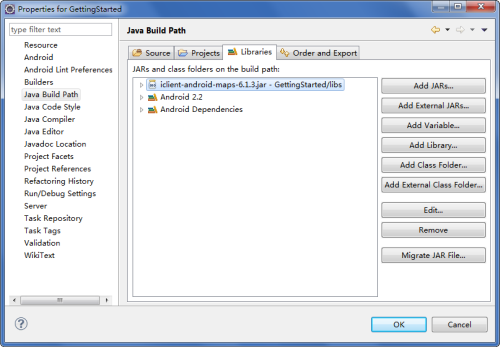 Properties for GettingStarted
type filter text
Resource
Android
Android Lint Preferences
Builders
Java Build Path
Java Code Style
Java Compiler
Java Editor
Javadoc Location
Project Facets
Project References
Refactoring History
Run/Debug Settings
Server
Task Repository
Task Tags
Validation
WikiText
Java Build Path
Source
Projects
Libraries
Order and Export
JARs and class folders on the build path:
iclient-android-maps-6.1.3.jar - GettingStarted/libs
Android 2.2
Android Dependencies
Add JARs...
Add External JARs...
Add Variable...
Add Library...
Add Class Folder...
Add External Class Folder...
Edit...
Remove
Migrate JAR File...
OK
Cancel